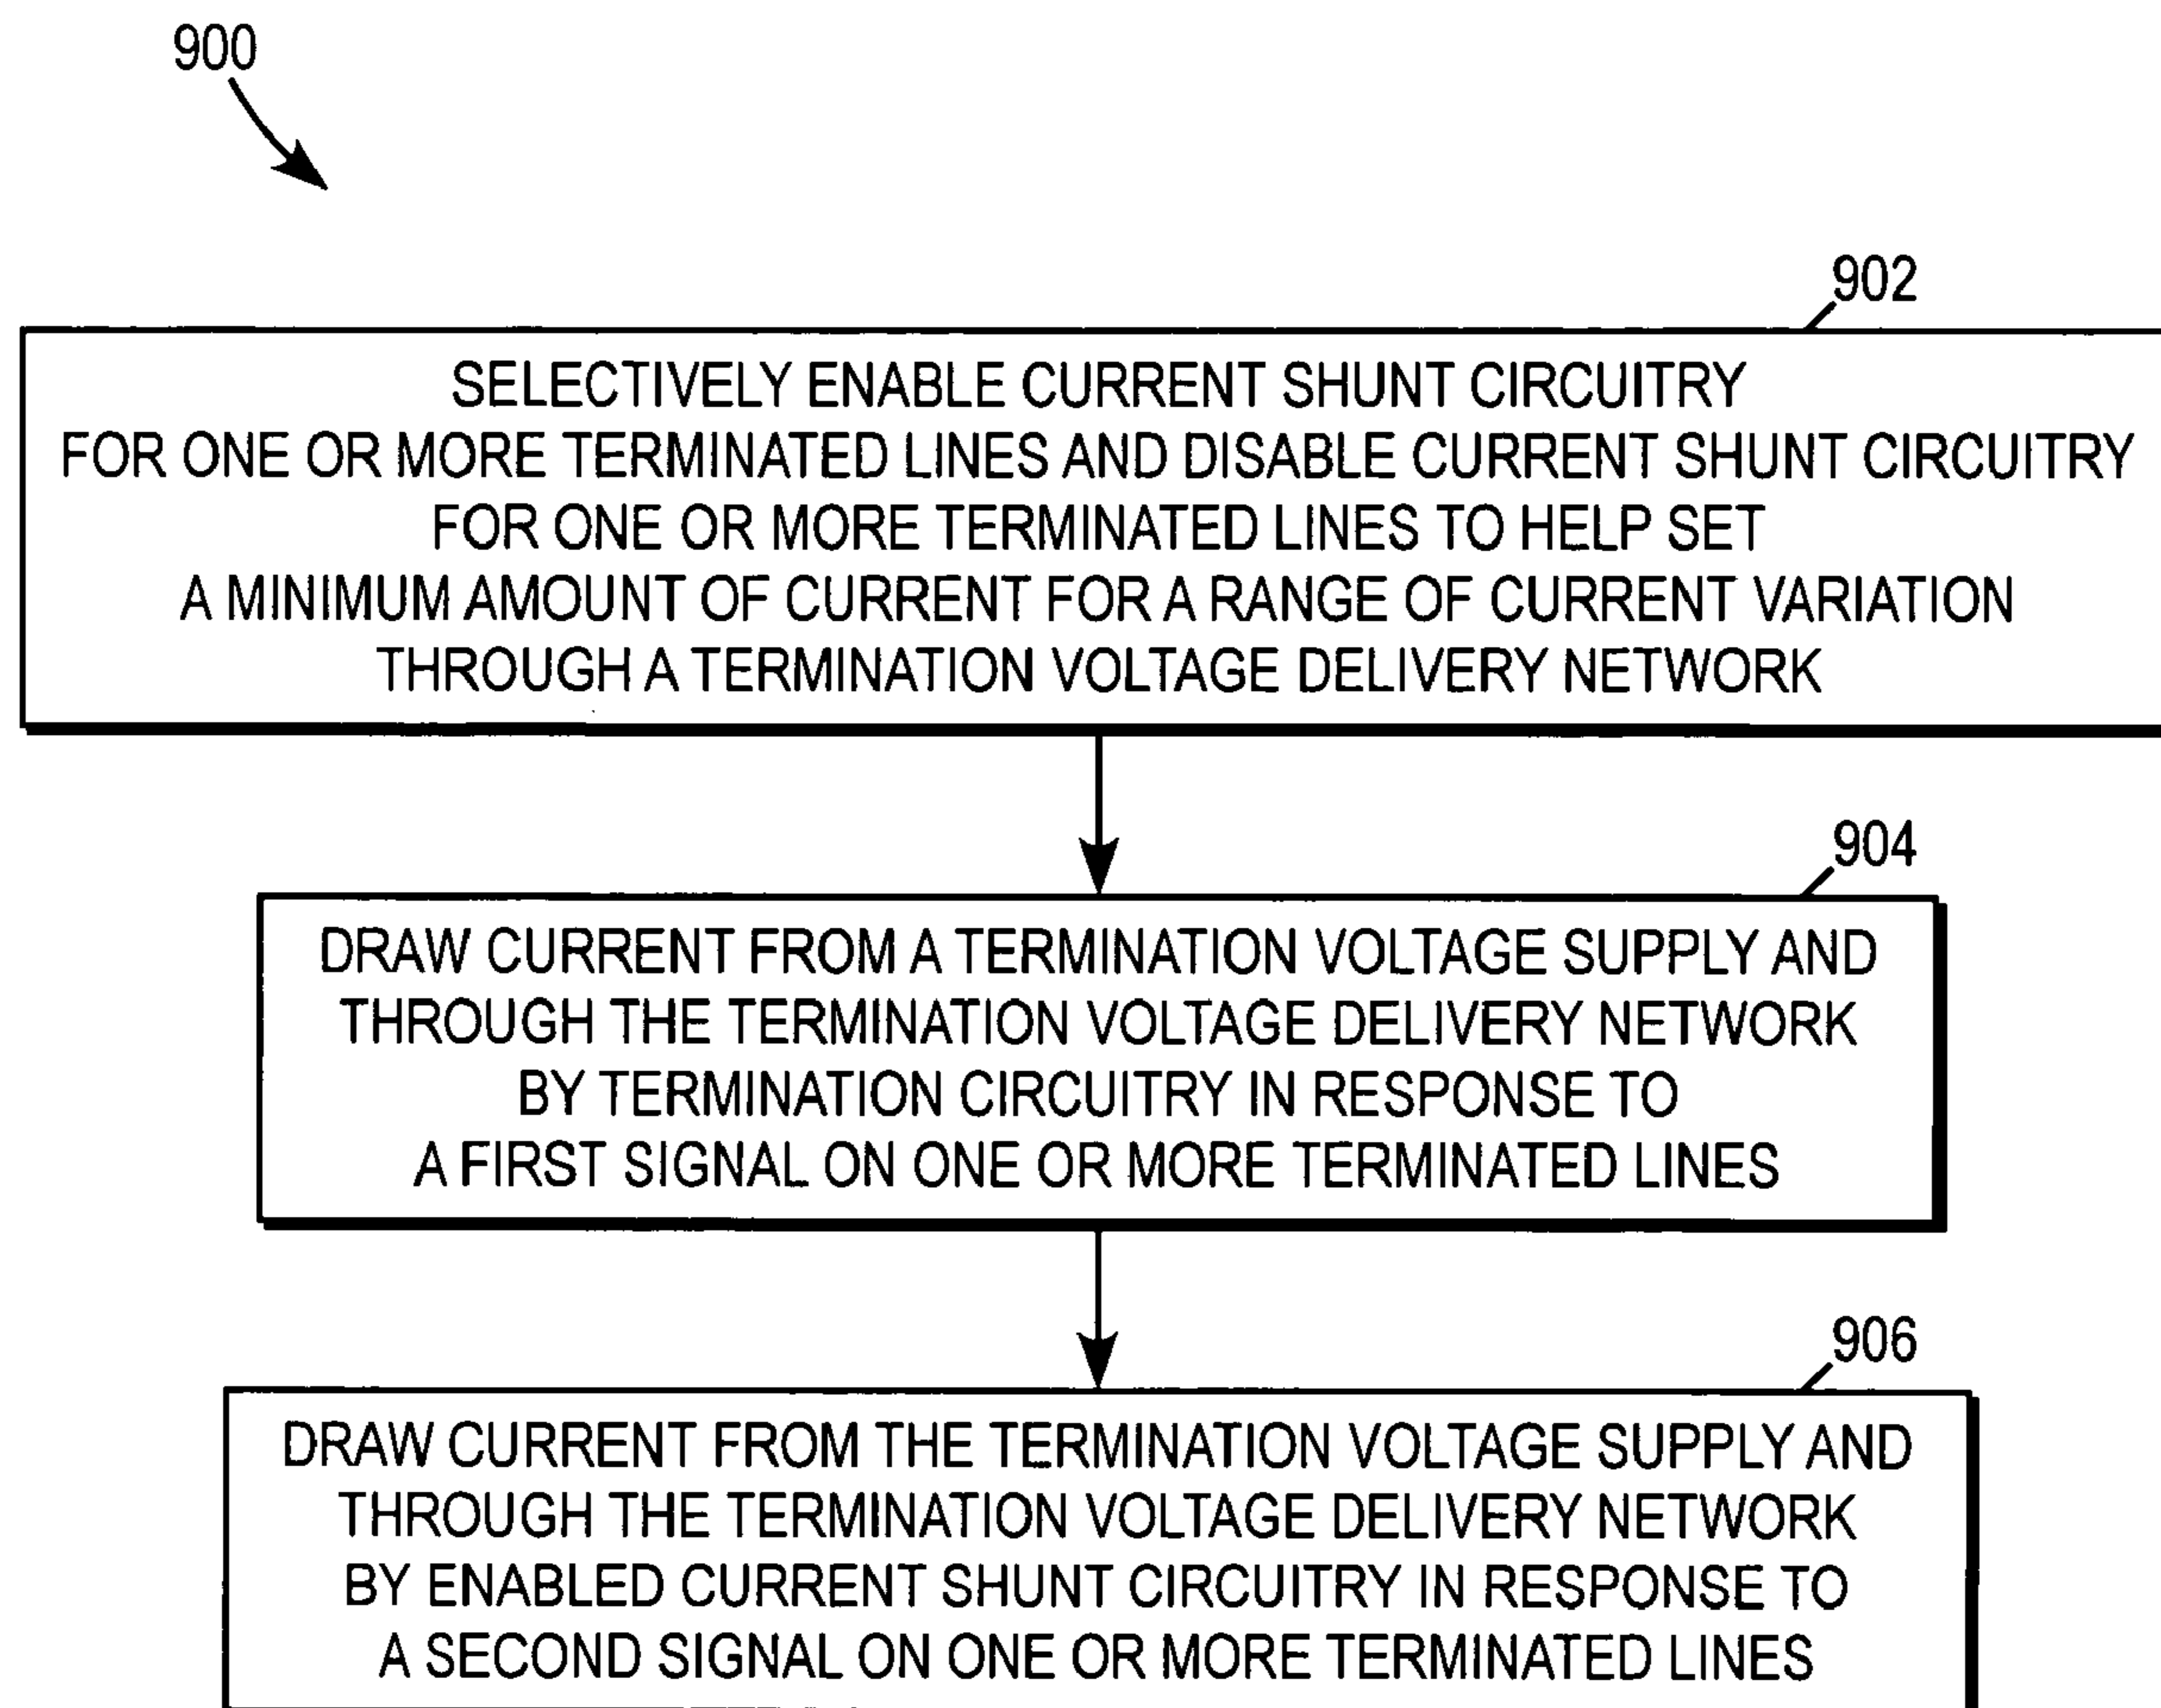 900
902
SELECTIVELY ENABLE CURRENT SHUNT CIRCUITRY
FOR ONE OR MORE TERMINATED LINES AND DISABLE CURRENT SHUNT CIRCUITRY
FOR ONE OR MORE TERMINATED LINES TO HELP SET
A MINIMUM AMOUNT OF CURRENT FOR A RANGE OF CURRENT VARIATION
THROUGH A TERMINATION VOLTAGE DELIVERY NETWORK
904
DRAW CURRENT FROM A TERMINATION VOLTAGE SUPPLY AND
THROUGH THE TERMINATION VOLTAGE DELIVERY NETWORK
BY TERMINATION CIRCUITRY IN RESPONSE TO
A FIRST SIGNAL ON ONE OR MORE TERMINATED LINES
906
DRAW CURRENT FROM THE TERMINATION VOLTAGE SUPPLY AND
THROUGH THE TERMINATION VOLTAGE DELIVERY NETWORK
BY ENABLED CURRENT SHUNT CIRCUITRY IN RESPONSE TO
A SECOND SIGNAL ON ONE OR MORE TERMINATED LINES